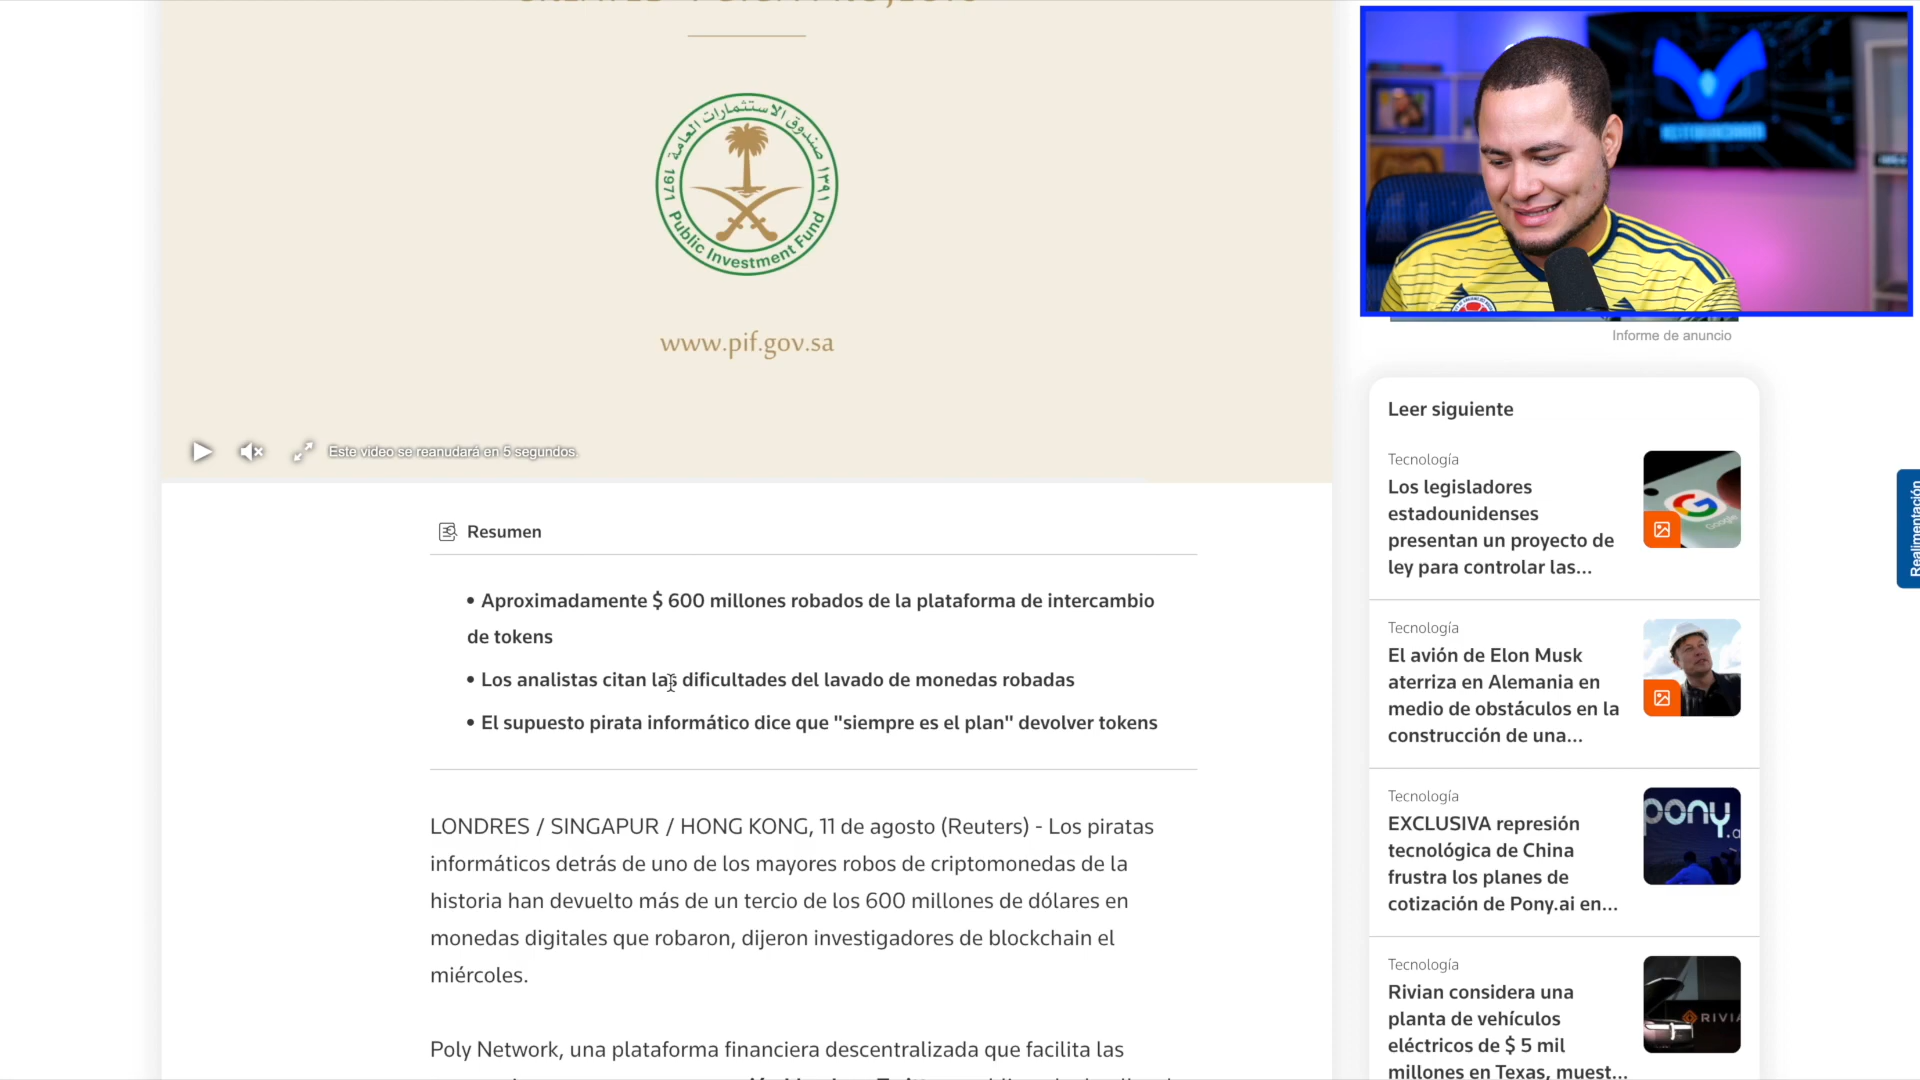 صندوق الاستثمارات العامة
١٣٩١
1971
Public Investment Fund
www.pif.gov.sa
Este video se reanudará en 5 segundos.
Informe de anuncio
Resumen
• Aproximadamente $ 600 millones robados de la plataforma de intercambio
de tokens
• Los analistas citan las dificultades del lavado de monedas robadas
• El supuesto pirata informático dice que "siempre es el plan" devolver tokens
LONDRES / SINGAPUR / HONG KONG, 11 de agosto (Reuters) - Los piratas
informáticos detrás de uno de los mayores robos de criptomonedas de la
historia han devuelto más de un tercio de los 600 millones de dólares en
monedas digitales que robaron, dijeron investigadores de blockchain el
miércoles.
Poly Network, una plataforma financiera descentralizada que facilita las
Leer siguiente
Tecnología
Los legisladores
estadounidenses
presentan un proyecto de
ley para controlar las...
Google
Tecnología
El avión de Elon Musk
aterriza en Alemania en
medio de obstáculos en la
construcción de una...
Tecnología
EXCLUSIVA represión
tecnológica de China
frustra los planes de
cotización de Pony.ai en...
pony.a
Tecnología
Rivian considera una
planta de vehículos
eléctricos de $ 5 mil
millones en Texas, muest...
RIVIA
Realimentación